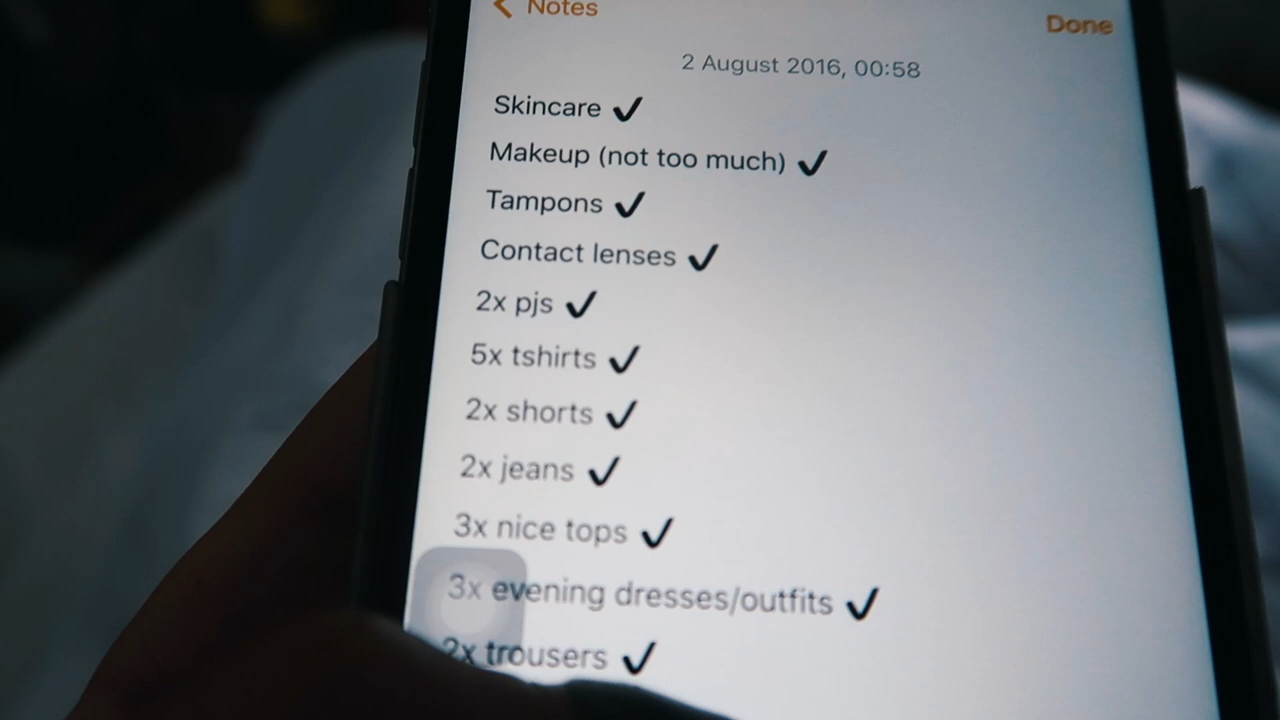 Notes
Done
2 August 2016, 00:58
Skincare ✔
Makeup (not too much) ✔
Tampons ✔
Contact lenses ✔
2x pjs ✔
5x tshirts ✔
2x shorts ✔
2x jeans ✔
3x nice tops ✔
3x evening dresses/outfits ✔
2x trousers ✔